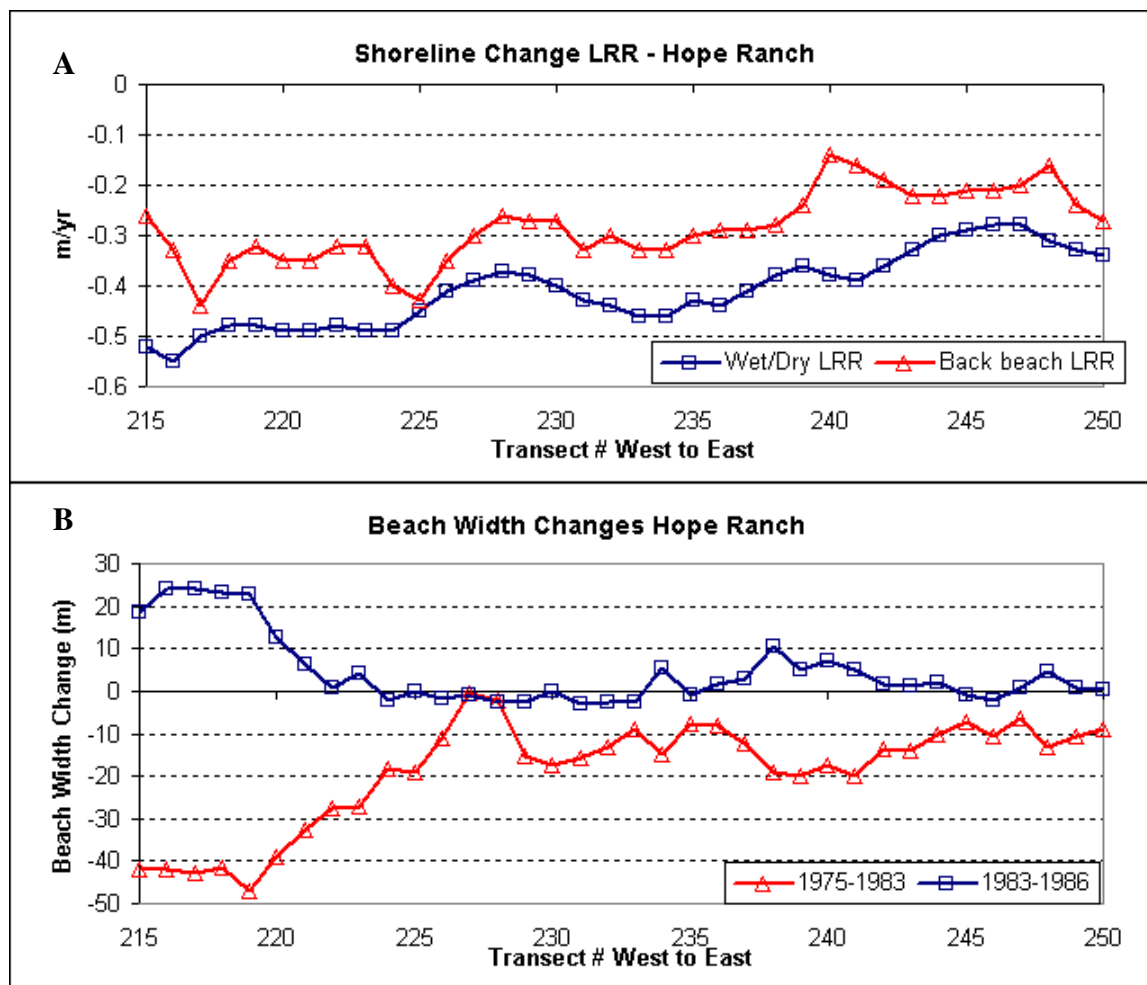 A
Shoreline Change LRR - Hope Ranch
0
-0.1
-0.2
-0.3
-0.4
-0.5
-0.6
m/yr
Wet/Dry LRR
Back beach LRR
215 220 225 230 235 240 245 250
Transect # West to East
B
Beach Width Changes Hope Ranch
30
20
10
0
-10
-20
-30
-40
-50
Beach Width Change (m)
1975-1983
1983-1986
215 220 225 230 235 240 245 250
Transect # West to East